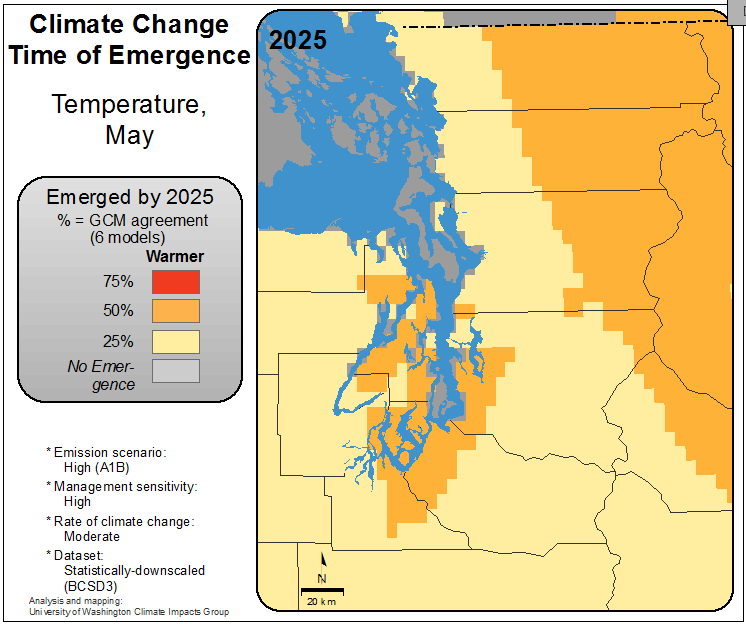 Climate Change
Time of Emergence
Temperature,
May
Emerged by 2025
% = GCM agreement
(6 models)
Warmer
75%
50%
25%
No Emer-
gence
* Emission scenario:
High (A1B)
* Management sensitivity:
High
* Rate of climate change:
Moderate
* Dataset:
Statistically-downscaled
(BCSD3)
Analysis and mapping:
University of Washington Climate Impacts Group
2025
N
20 km